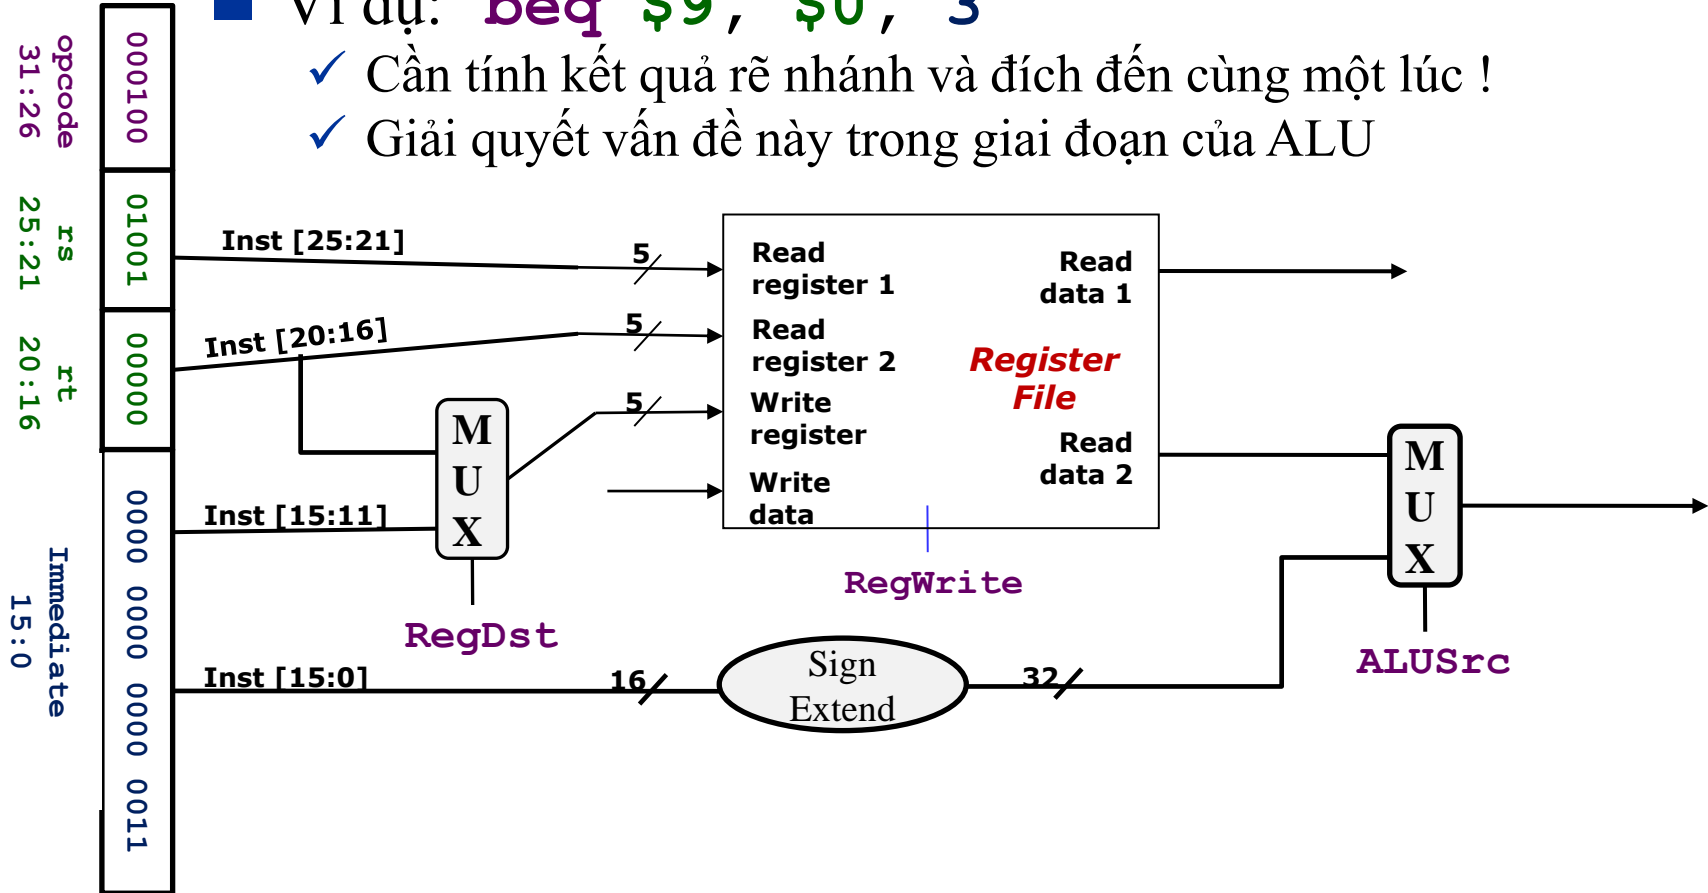 Ví dụ: beq $9, $0, 3
Cần tính kết quả rẽ nhánh và đích đến cùng một lúc !
Giải quyết vấn đề này trong giai đoạn của ALU
opcode
31:26
000100
rs
25:21
01001
rt
20:16
00000
Immediate
15:0
0000 0000 0000 0011
Inst [25:21]
5
Inst [20:16]
5
5
Inst [15:11]
M
U
X
RegDst
Read
register 1
Read
register 2
Write
register
Write
data
Read
data 1
Register
File
Read
data 2
RegWrite
M
U
X
ALUSrc
Inst [15:0]
16
Sign
Extend
32